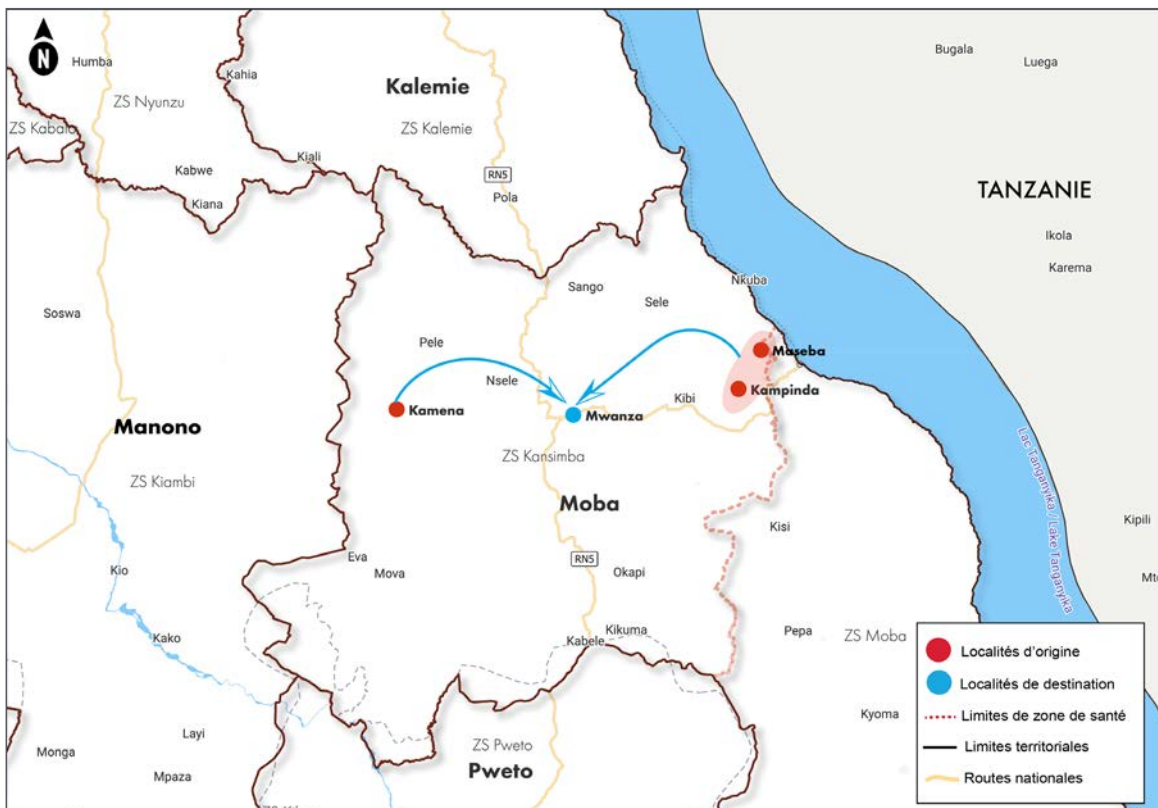 N
Humba
Kahia
Kalemie
Bugala
Luega
ZS Nyunzu
ZS Kabalo
ZS Kalemie
Kabwe
Kiali
RN5
Pola
Kiana
TANZANIE
Ikola
Karema
Nkuba
Sango
Sele
Soswa
Pele
Maseba
Nsele
Kampinda
Kibi
Kamena
Mwanza
Manono
ZS Kansimba
ZS Kiambi
Moba
Kisi
Lac Tanganyika / Lake Tanganyika
Kipili
Eva
Mova
RN5
Okapi
Kio
Mto
Kako
Kabele
Kikuma
Pepa
ZS Moba
Kyoma
Layi
Monga
Mpaza
ZS Pweto
Pweto
Localités d'origine
Localités de destination
Limites de zone de santé
Limites territoriales
Routes nationales